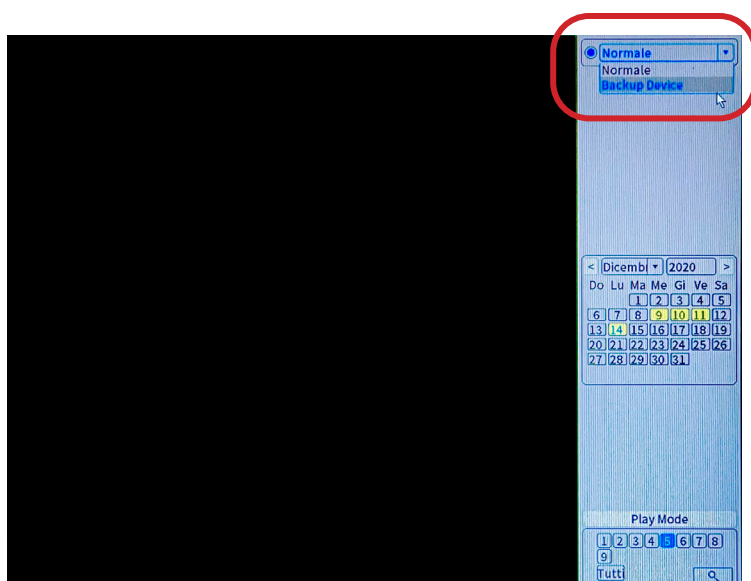 Normale
Normale
Backup Device
< Dicembr 2020 >
Do Lu Ma Me Gi Ve Sa
1 2 3 4 5
6 7 8 9 10 11 12
13 14 15 16 17 18 19
20 21 22 23 24 25 26
27 28 29 30 31
Play Mode
1 2 3 4 5 6 7 8
9
Tutti